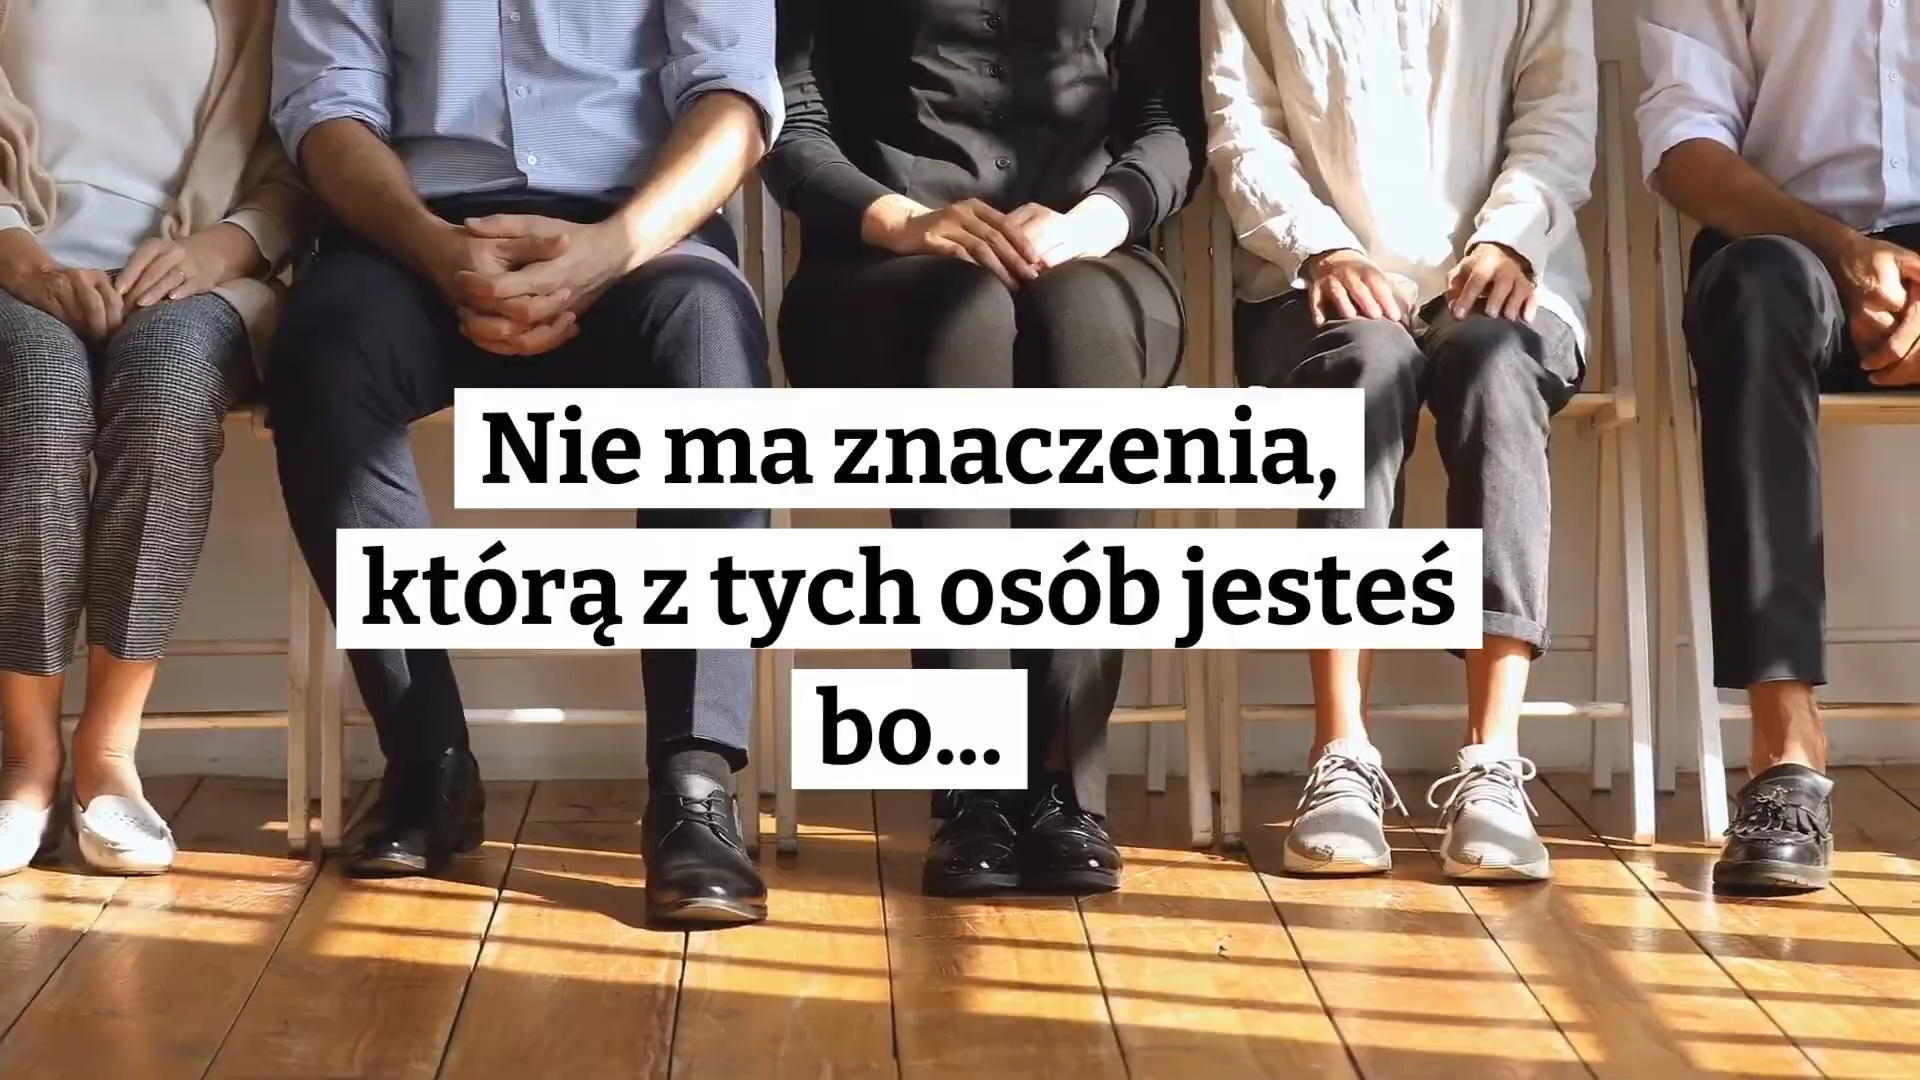 Nie ma znaczenia,
którą z tych osób jesteś
bo...